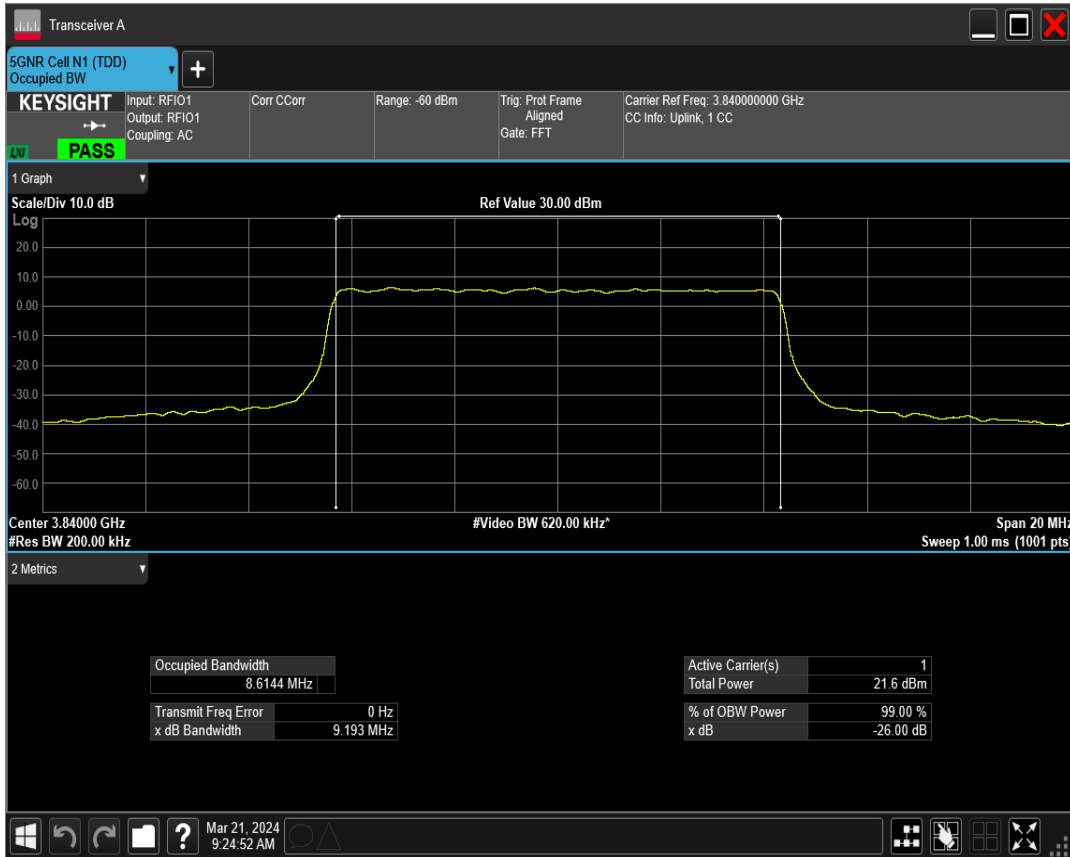 Transceiver A
5GNR Cell N1 (TDD)
Occupied BW
+
KEYSIGHT
LXI
PASS
Input: RFIO1
Output: RFIO1
Coupling: AC
Corr CCorr
Range: -60 dBm
Trig: Prot Frame
Aligned
Gate: FFT
Carrier Ref Freq: 3.840000000 GHz
CC Info: Uplink, 1 CC
1 Graph
Scale/Div 10.0 dB
Ref Value 30.00 dBm
Log
20.0
10.0
0.00
-10.0
-20.0
-30.0
-40.0
-50.0
-60.0
Center 3.84000 GHz
#Video BW 620.00 kHz*
Span 20 MHz
#Res BW 200.00 kHz
Sweep 1.00 ms (1001 pts)
2 Metrics
Occupied Bandwidth
8.6144 MHz
Transmit Freq Error 0 Hz
x dB Bandwidth 9.193 MHz
Active Carrier(s) 1
Total Power 21.6 dBm
% of OBW Power 99.00 %
x dB -26.00 dB
?
Mar 21, 2024
9:24:52 AM